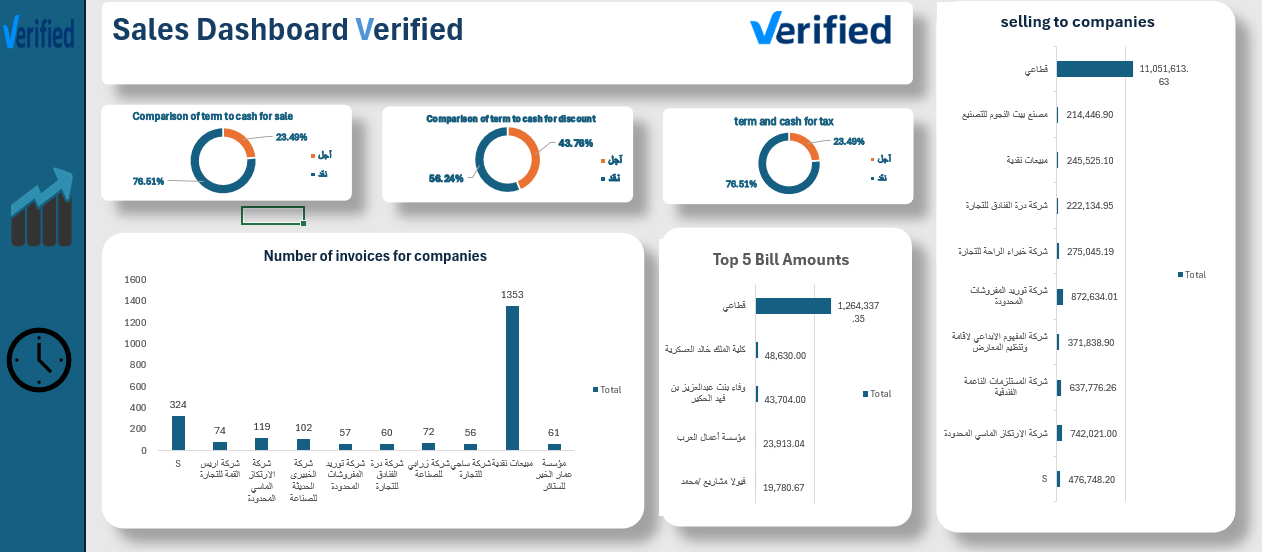 Verified
Sales Dashboard Verified
Verified
Comparison of term to cash for sale
23.49%
76.51%
آجل
نقد
Comparison of term to cash for discount
43.76%
56.24%
آجل
نقد
term and cash for tax
23.49%
76.51%
آجل
نقد
Number of invoices for companies
1600
1400
1200
1000
800
600
400
200
0
324
74
119
102
57
60
72
56
1353
61
S
شركة اريس
القمة للتجارة
شركة
الارتكاز
الماسي
المحدودة
شركة
الخبيرى
الحديثة
للصناعة
شركة توريد
المفروشات
المحدودة
شركة درة
الفنادق
للتجارة
شركة زرابي
للصناعة
شركة ساجي
للتجارة
مبيعات نقدية
مؤسسة
عمار الخير
للستائر
Total
Top 5 Bill Amounts
قطاعي
1,264,337
.35
كلية الملك خالد العسكرية
48,630.00
وفاء بنت عبدالعزيز بن
فهد الحكير
43,704.00
مؤسسة أعمال العرب
23,913.04
فيولا مشاريع /محمد
19,780.67
Total
selling to companies
قطاعي
11,051,613.
63
مصنع بيت النجوم للتصنيع
214,446.90
مبيعات نقدية
245,525.10
شركة درة الفنادق للتجارة
222,134.95
شركة خبراء الراحة للتجارة
275,045.19
شركة توريد المفروشات
المحدودة
872,634.01
شركة المفهوم الإبداعي لاقامة
وتنظيم المعارض
371,838.90
شركة المستلزمات الناعمة
الفندقية
637,776.26
شركة الارتكاز الماسي المحدودة
742,021.00
S
476,748.20
Total